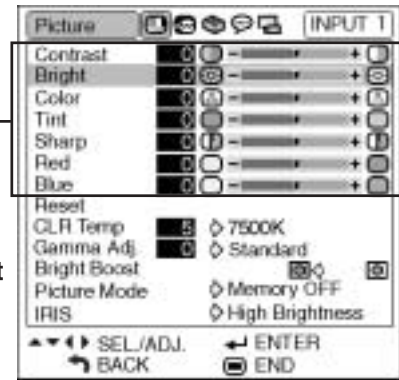 Picture INPUT 1
Contrast 0 - +
Bright 0 - +
Color 0 - +
Tint 0 - +
Sharp 0 - +
Red 0 - +
Blue 0 - +
Reset
CLR Temp 5 7500K
Gamma Adj. 0 Standard
Bright Boost
Picture Mode Memory OFF
IRIS High Brightness
SEL./ADJ. ENTER
BACK END
t